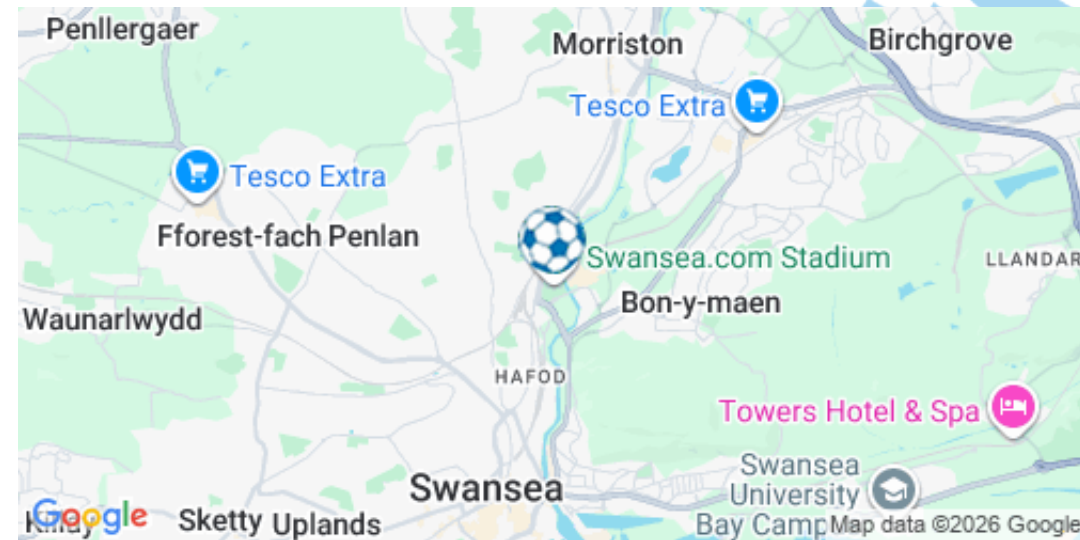 Penllergaer
Morriston
Birchgrove
Tesco Extra
Tesco Extra
Fforest-fach Penlan
Swansea.com Stadium
LLANDAR
Bon-y-maen
Waunarlwydd
HAFOD
Towers Hotel & Spa
Swansea
University
Bay Camp
Swansea
Google
Sketty Uplands
Map data ©2026 Google